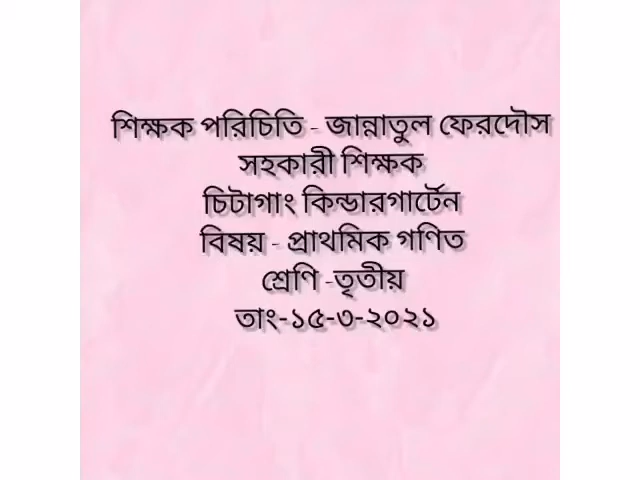 শিক্ষক পরিচিতি - জান্নাতুল ফেরদৌস
সহকারী শিক্ষক
চিটাগাং কিন্ডারগার্টেন
বিষয় - প্রাথমিক গণিত
শ্রেণি -তৃতীয়
তাং-১৫-৩-২০২১